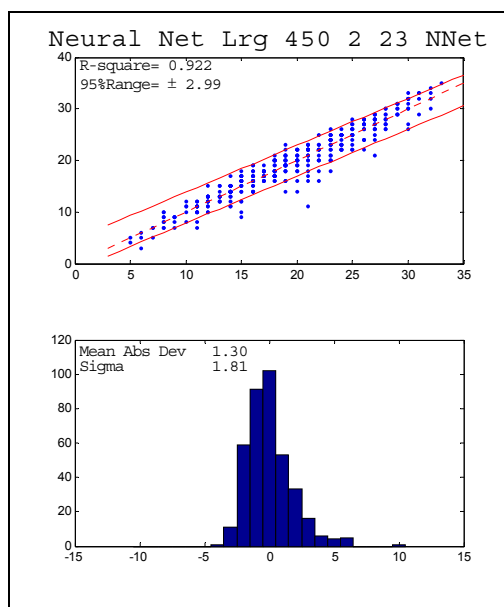 Neural Net Lrg 450 2 23 NNet
R-square= 0.922
95%Range= ± 2.99
40
30
20
10
0
0 5 10 15 20 25 30 35
Mean Abs Dev 1.30
Sigma 1.81
120
100
80
60
40
20
0
-15 -10 -5 0 5 10 15